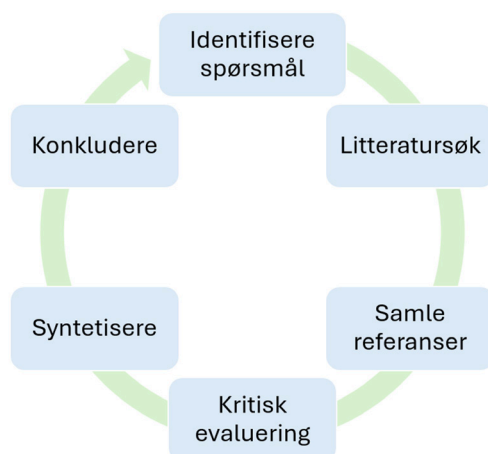 Identifisere
spørsmål
Litteratursøk
Samle
referanser
Kritisk
evaluering
Syntetisere
Konkludere